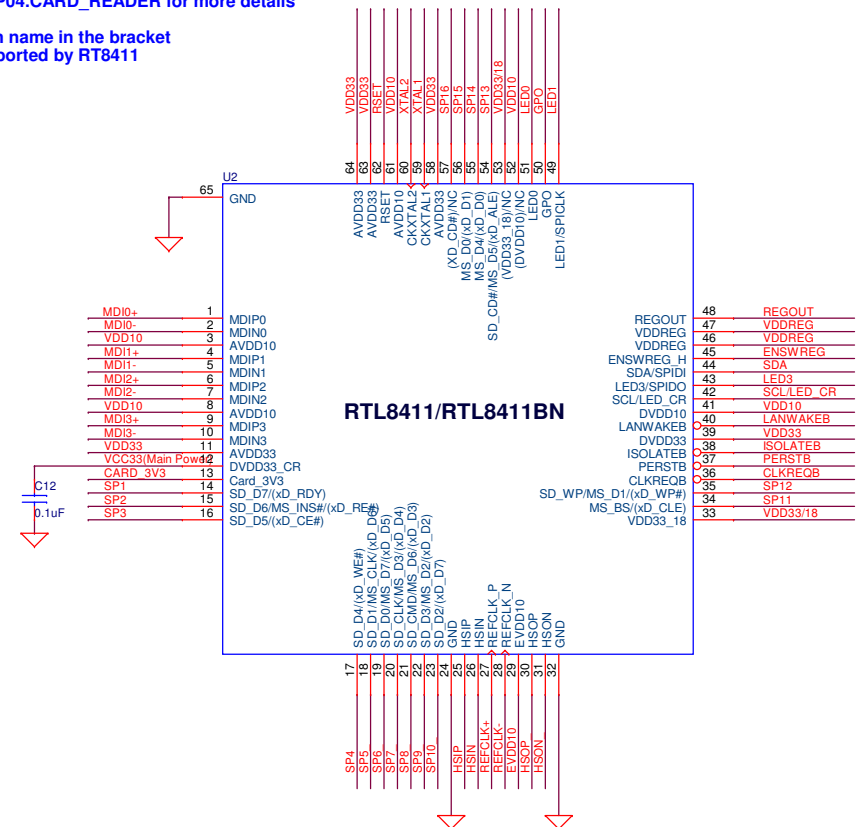 P04.CARD_READER for more details
n name in the bracket
ported by RT8411
VDD33
VDD33
RSET
VDD10
XTAL2
XTAL1
VDD33
SP16
SP15
SP14
SP13
VDD33/18
VDD10
LED0
GPO
LED1
64
63
62
61
60
59
58
57
56
55
54
53
52
51
50
49
U2
65
GND
AVDD33
AVDD33
RSET
AVDD10
CKXTAL2
CKXTAL1
AVDD33
(XD_CD#)/NC
MS_D0/(xD_D1)
MS_D4/(xD_D0)
SD_CD#/MS_D5/(xD_ALE)
(VDD33_18)/NC
(DVDD10)/NC
LED0
GPO
LED1/SPICLK
MDI0+ 1 MDIP0
MDI0- 2 MDIN0
VDD10 3 AVDD10
MDI1+ 4 MDIP1
MDI1- 5 MDIN1
MDI2+ 6 MDIP2
MDI2- 7 MDIN2
VDD10 8 AVDD10
MDI3+ 9 MDIP3
MDI3- 10 MDIN3
VDD33 11 AVDD33
VCC33(Main Power) 12 DVDD33_CR
CARD_3V3 13 Card_3V3
SP1 14 SD_D7/(xD_RDY)
SP2 15 SD_D6/MS_INS#/(xD_RE#)
SP3 16 SD_D5/(xD_CE#)
C12
0.1uF
RTL8411/RTL8411BN
REGOUT 48 REGOUT
VDDREG 47 VDDREG
VDDREG 46 VDDREG
ENSWREG_H 45 ENSWREG
SDA/SPIDI 44 SDA
LED3/SPIDO 43 LED3
SCL/LED_CR 42 SCL/LED_CR
DVDD10 41 VDD10
LANWAKEB 40 LANWAKEB
DVDD33 39 VDD33
ISOLATEB 38 ISOLATEB
PERSTB 37 PERSTB
CLKREQB 36 CLKREQB
SD_WP/MS_D1/(xD_WP#) 35 SP12
MS_BS/(xD_CLE) 34 SP11
VDD33_18 33 VDD33/18
SD_D4/(xD_WE#)
SD_D1/MS_CLK/(xD_D6)
SD_D0/MS_D7/(xD_D5)
SD_CLK/MS_D3/(xD_D4)
SD_CMD/MS_D6/(xD_D3)
SD_D3/MS_D2/(xD_D2)
SD_D2/(xD_D7)
GND
HSIP
HSIN
REFCLK_P
REFCLK_N
EVDD10
HSOP
HSON
GND
17
18
19
20
21
22
23
24
25
26
27
28
29
30
31
32
SP4
SP5
SP6
SP7
SP8
SP9
SP10
HSIP
HSIN
REFCLK+
REFCLK-
EVDD10
HSOP
HSON